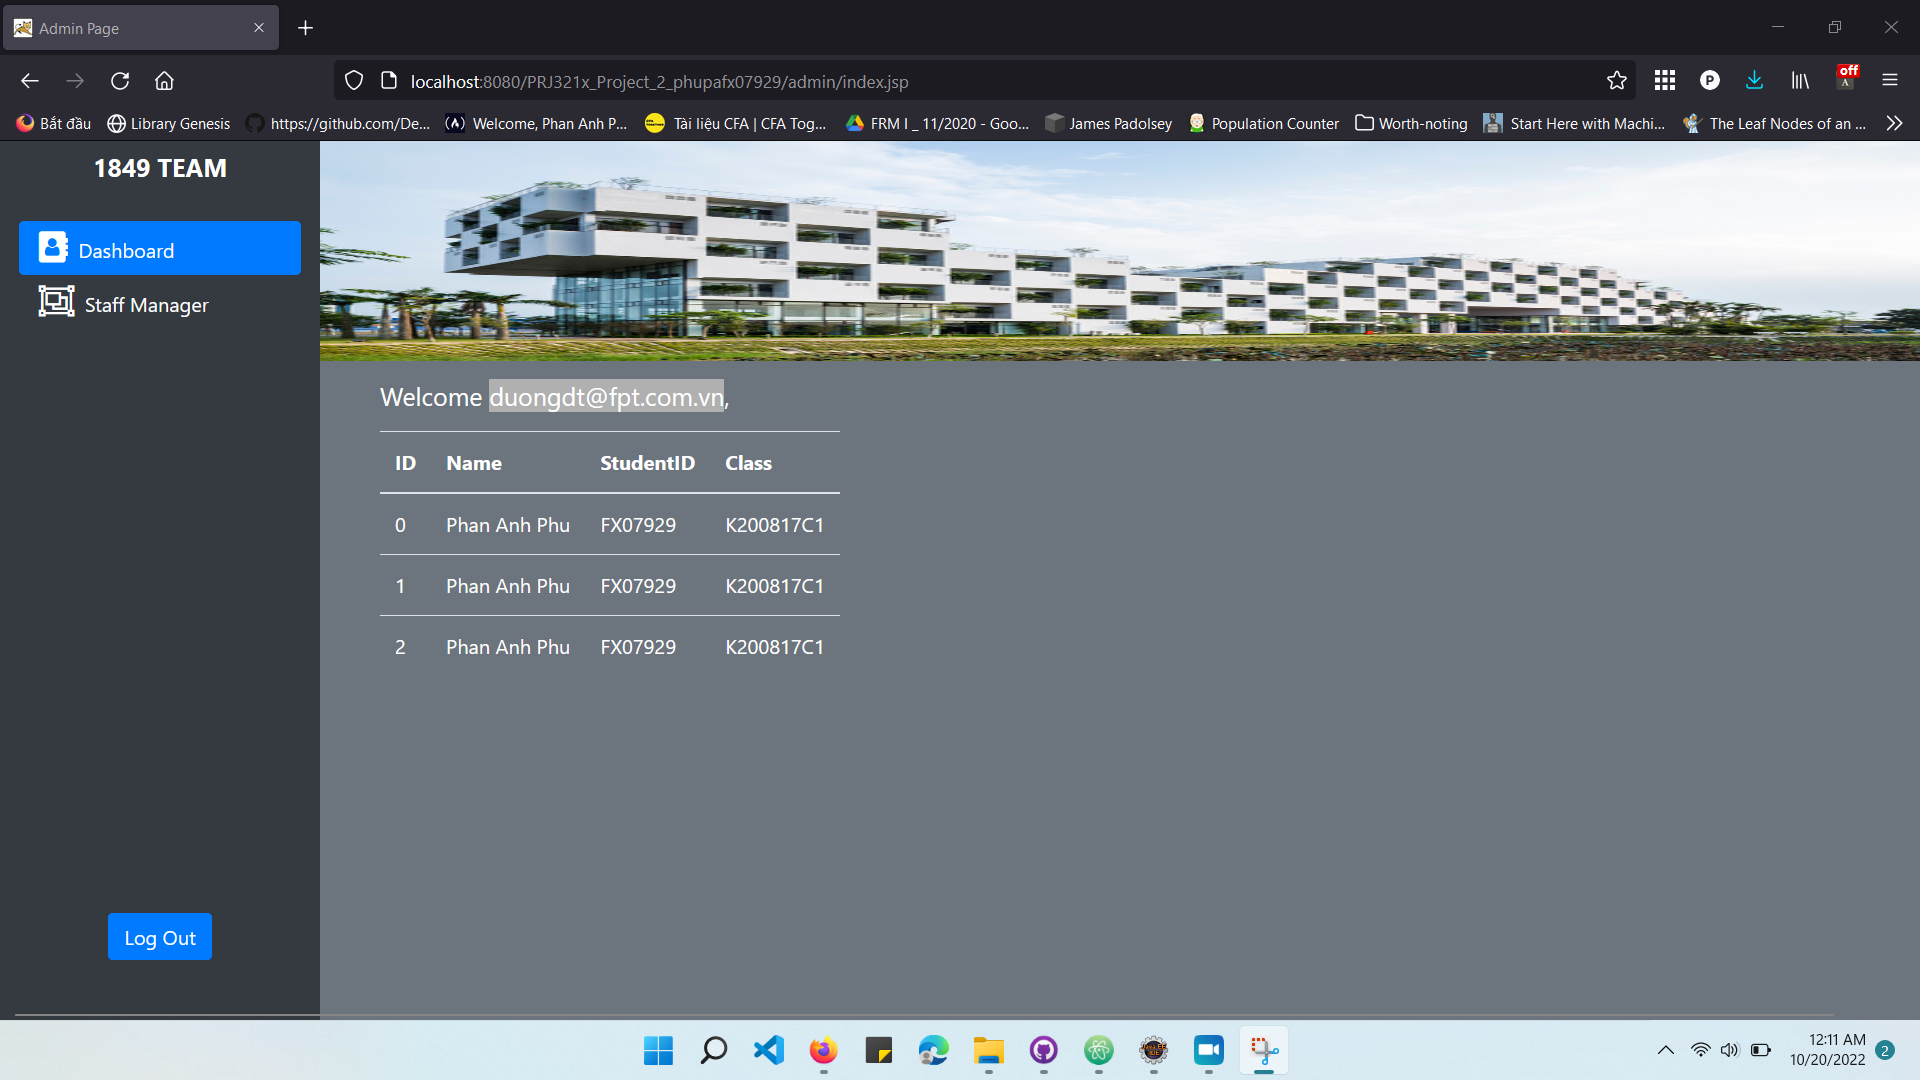 Admin Page
localhost:8080/PRJ321x_Project_2_phupafx07929/admin/index.jsp
P
off
A
Bắt đầu
Library Genesis
https://github.com/De...
Welcome, Phan Anh P...
Tài liệu CFA | CFA Tog...
FRM I _ 11/2020 - Goo...
James Padolsey
Population Counter
Worth-noting
Start Here with Machi...
The Leaf Nodes of an ...
1849 TEAM
Dashboard
Staff Manager
Log Out
Welcome duongdt@fpt.com.vn,
ID Name StudentID Class
0 Phan Anh Phu FX07929 K200817C1
1 Phan Anh Phu FX07929 K200817C1
2 Phan Anh Phu FX07929 K200817C1
12:11 AM
10/20/2022
2